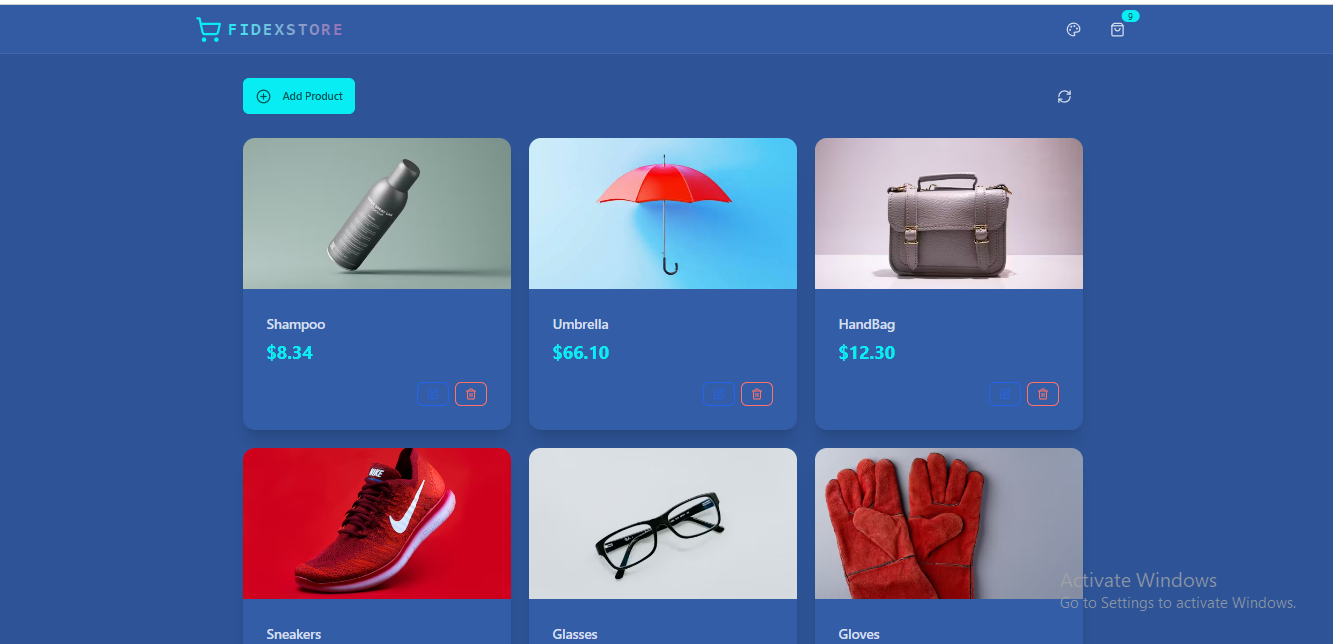 FIDEXSTORE
9
Add Product
Shampoo
$8.34
Umbrella
$66.10
HandBag
$12.30
NIKE
Sneakers
Glasses
Gloves
Activate Windows
Go to Settings to activate Windows.